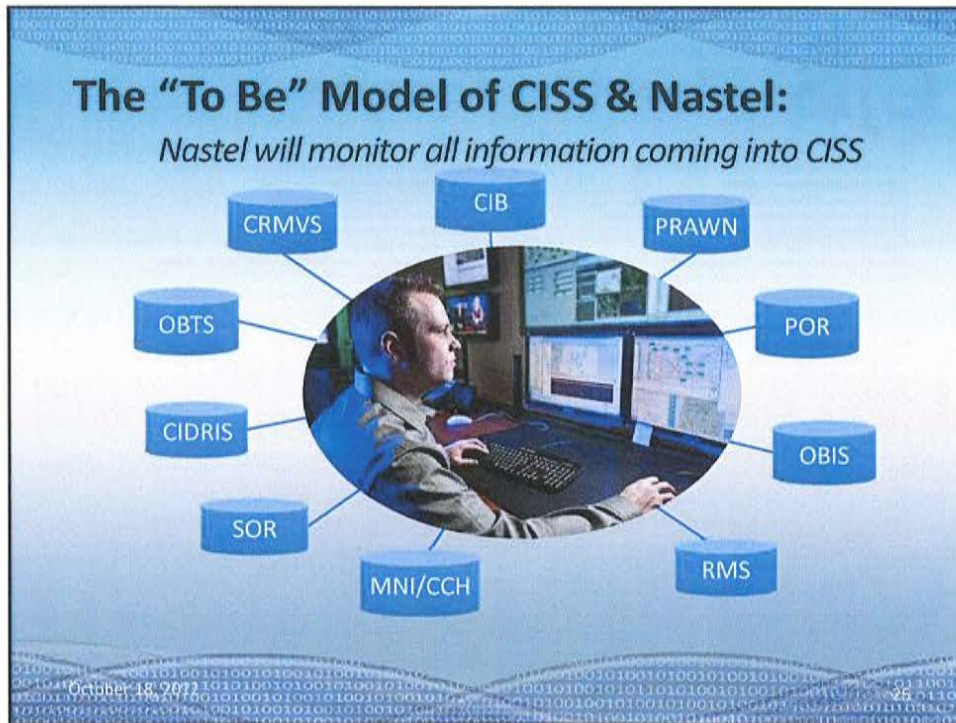 The "To Be" Model of CISS & Nastel:
Nastel will monitor all information coming into CISS
CIB
CRMVS
PRAWN
OBTS
POR
CIDRIS
OBIS
SOR
RMS
MNI/CCH
October 18, 2012
25